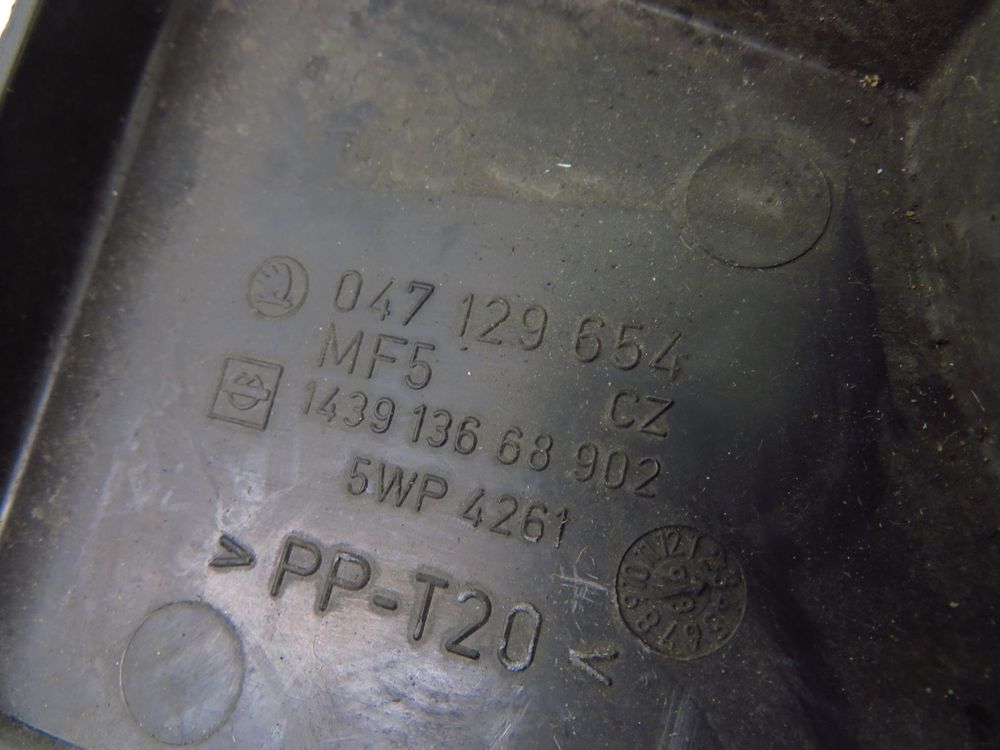 047 129 654
MF5 CZ
1439 136 68 902
5WP 4261
> PP-T20 <